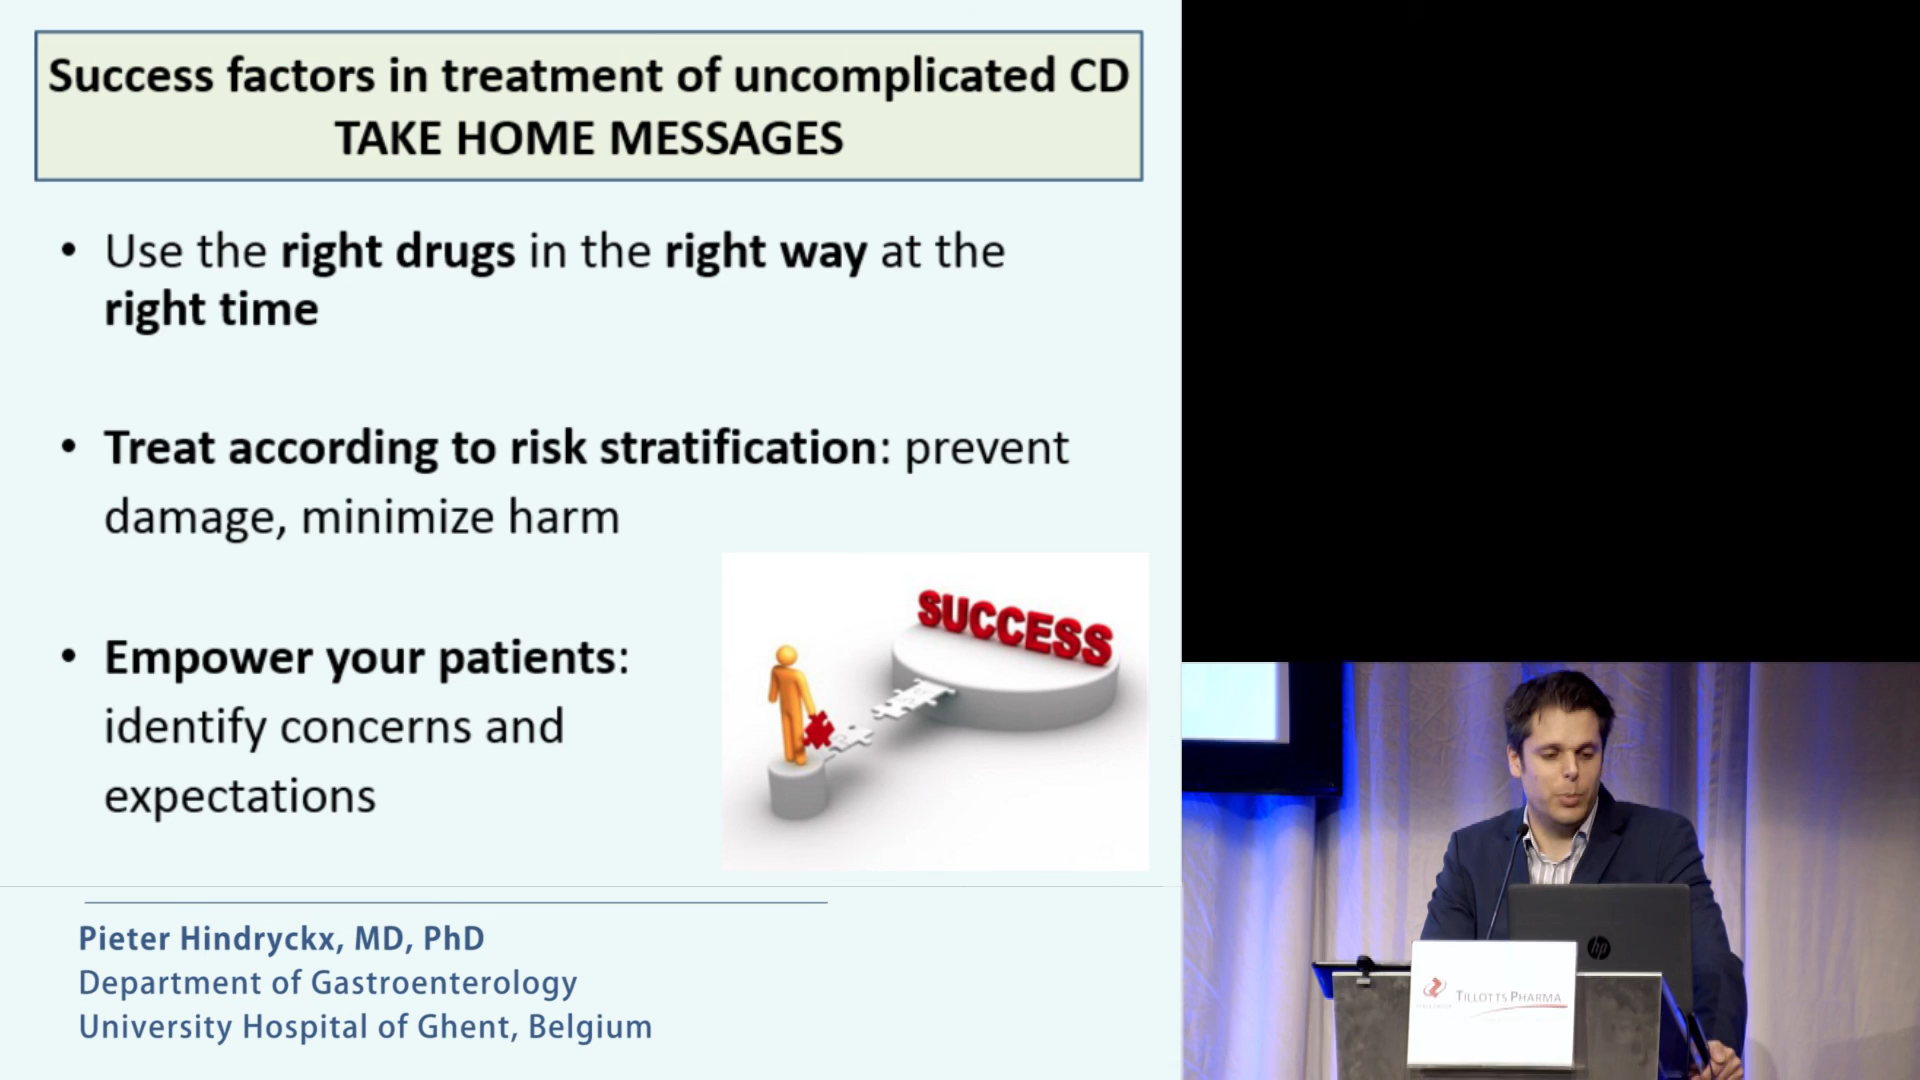 Success factors in treatment of uncomplicated CD
TAKE HOME MESSAGES
• Use the right drugs in the right way at the
right time
• Treat according to risk stratification: prevent
damage, minimize harm
• Empower your patients:
identify concerns and
expectations
SUCCESS
Pieter Hindryckx, MD, PhD
Department of Gastroenterology
University Hospital of Ghent, Belgium
hp
TILLOTTS PHARMA